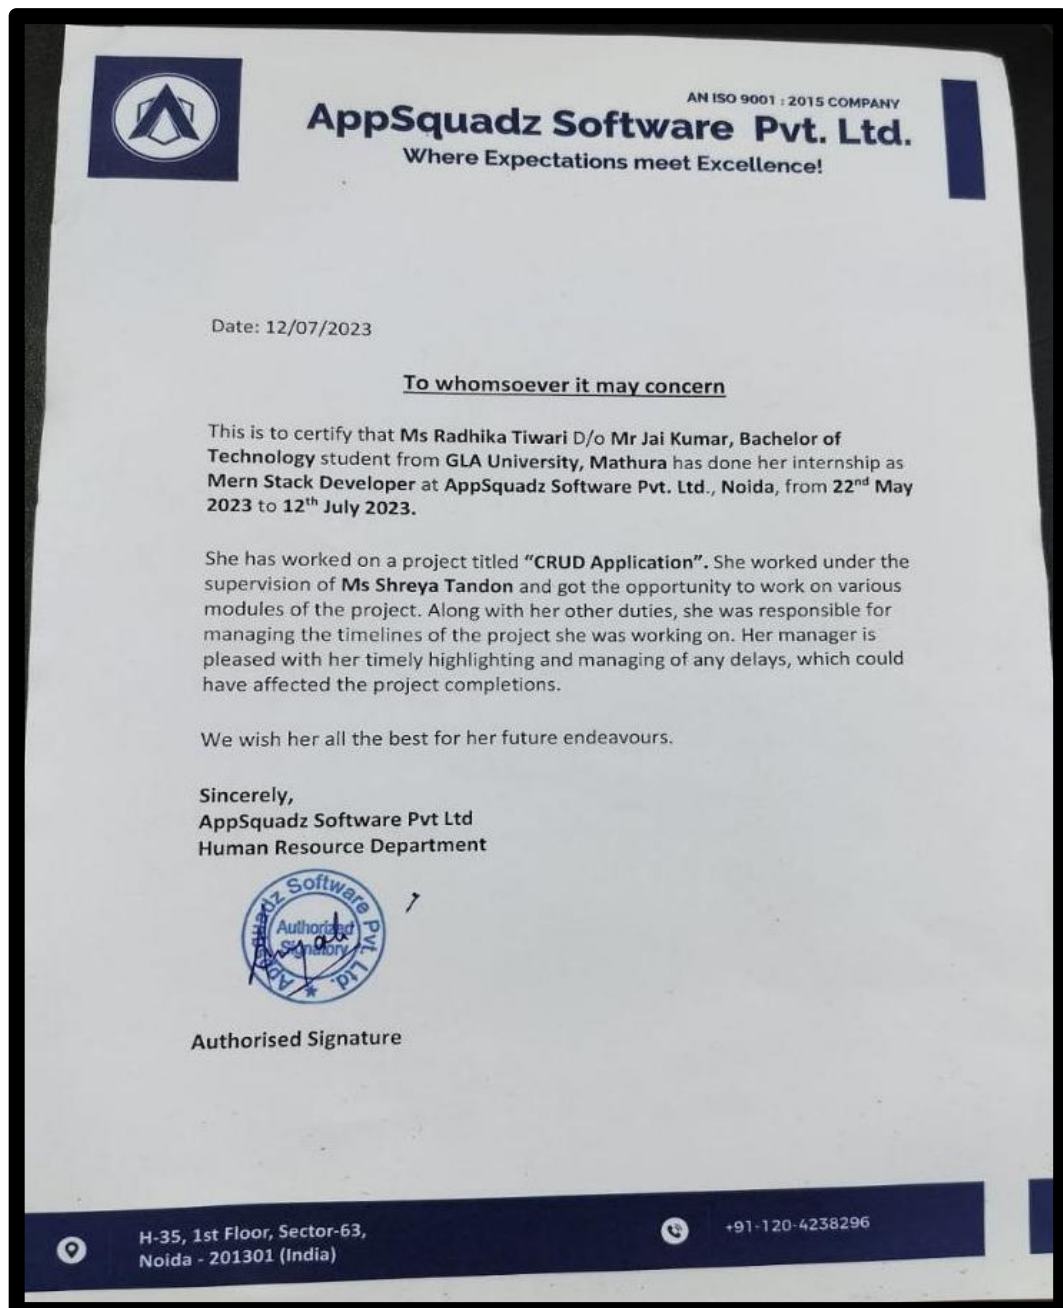 AN ISO 9001 : 2015 COMPANY
AppSquadz Software Pvt. Ltd.
Where Expectations meet Excellence!
Date: 12/07/2023
To whomsoever it may concern
This is to certify that Ms Radhika Tiwari D/o Mr Jai Kumar, Bachelor of
Technology student from GLA University, Mathura has done her internship as
Mern Stack Developer at AppSquadz Software Pvt. Ltd., Noida, from 22nd May
2023 to 12th July 2023.
She has worked on a project titled “CRUD Application”. She worked under the
supervision of Ms Shreya Tandon and got the opportunity to work on various
modules of the project. Along with her other duties, she was responsible for
managing the timelines of the project she was working on. Her manager is
pleased with her timely highlighting and managing of any delays, which could
have affected the project completions.
We wish her all the best for her future endeavours.
Sincerely,
AppSquadz Software Pvt Ltd
Human Resource Department
AppSquadz Software Pvt. Ltd.
Authorized
Signatory
Authorised Signature
H-35, 1st Floor, Sector-63,
Noida - 201301 (India)
+91-120-4238296